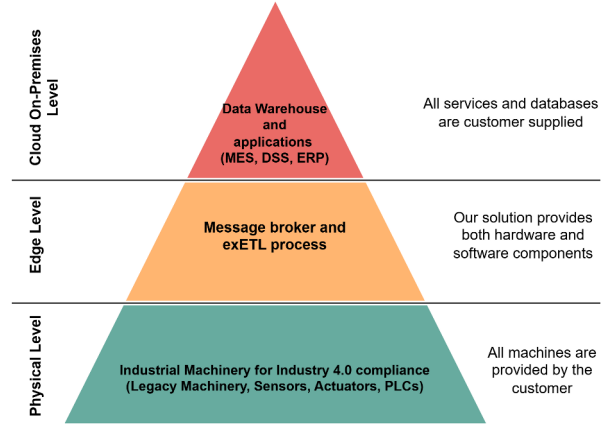 Cloud On-Premises
Level
Data Warehouse
and
applications
(MES, DSS, ERP)
All services and databases
are customer supplied
Edge Level
Message broker and
exETL process
Our solution provides
both hardware and
software components
Physical Level
Industrial Machinery for Industry 4.0 compliance
(Legacy Machinery, Sensors, Actuators, PLCs)
All machines are
provided by the
customer